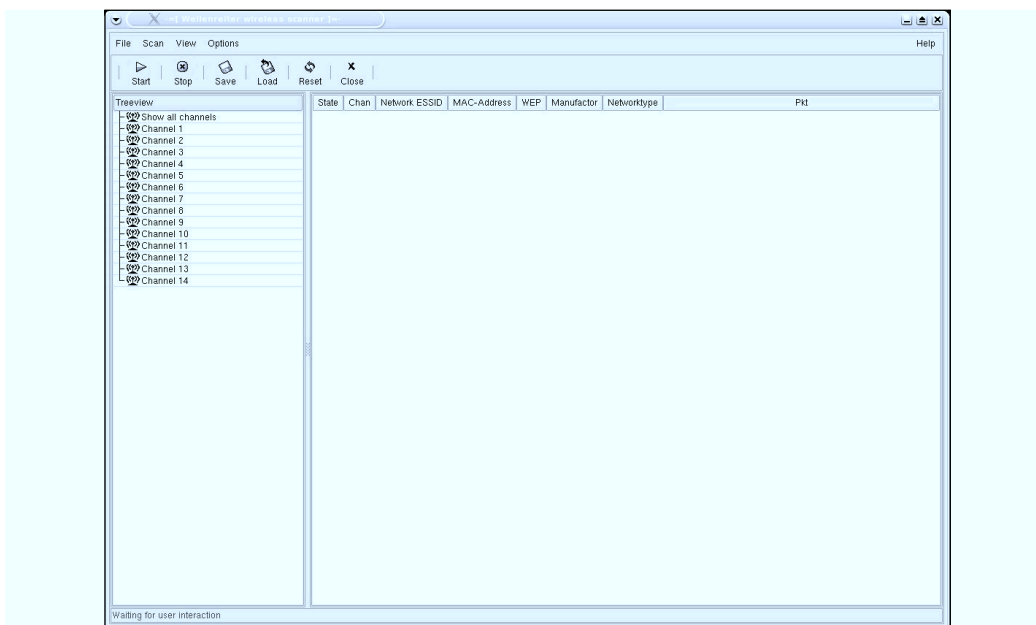 -=[ Wellenreiter wireless scanner ]=-
File Scan View Options Help
Start Stop Save Load Reset Close
Treeview
State Chan Network ESSID MAC-Address WEP Manufactor Networktype Pkt
Show all channels
Channel 1
Channel 2
Channel 3
Channel 4
Channel 5
Channel 6
Channel 7
Channel 8
Channel 9
Channel 10
Channel 11
Channel 12
Channel 13
Channel 14
Waiting for user interaction